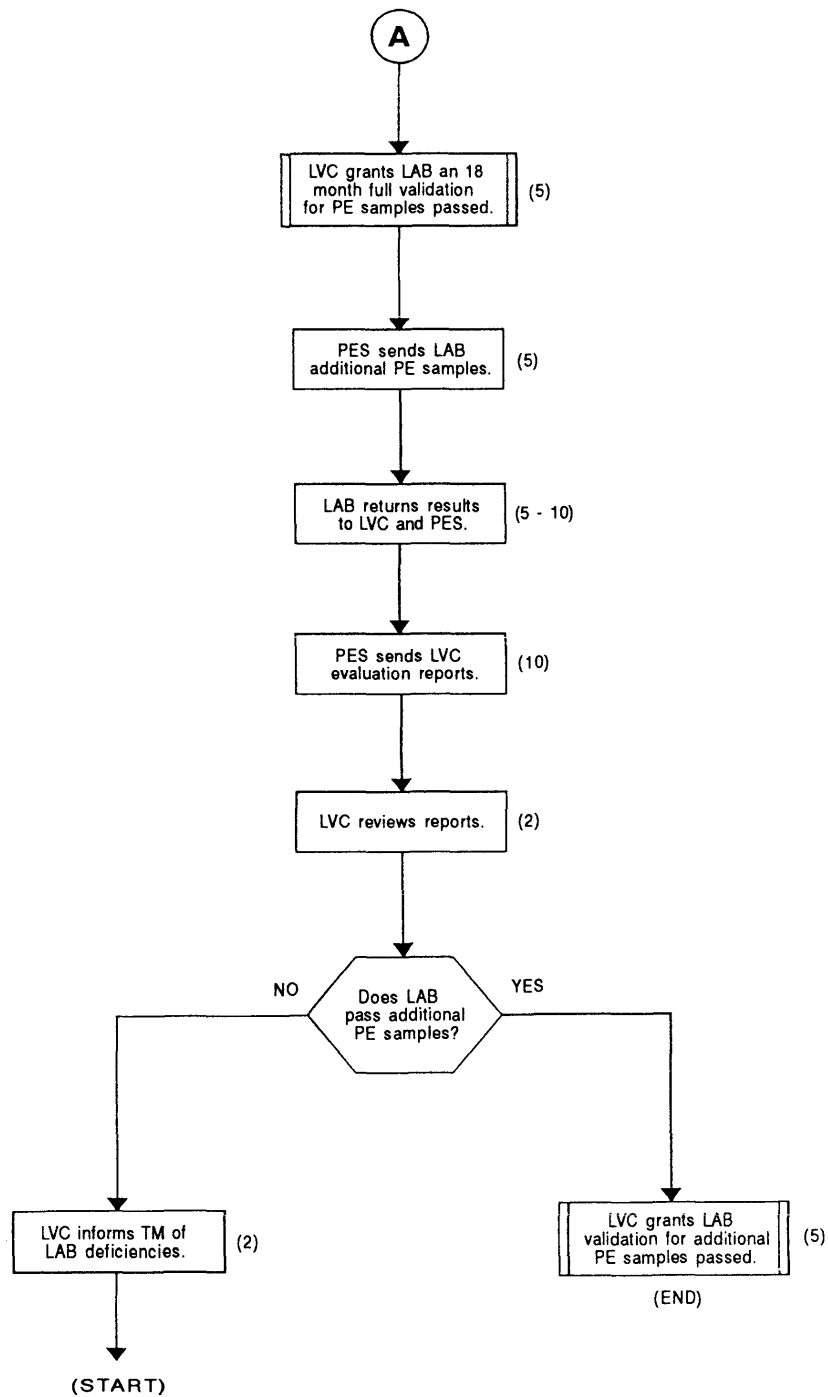 A
LVC grants LAB an 18
month full validation
for PE samples passed.
(5)
PES sends LAB
additional PE samples.
(5)
LAB returns results
to LVC and PES.
(5 - 10)
PES sends LVC
evaluation reports.
(10)
LVC reviews reports.
(2)
NO
Does LAB
pass additional
PE samples?
YES
LVC informs TM of
LAB deficiencies.
(2)
LVC grants LAB
validation for additional
PE samples passed.
(5)
(END)
(START)